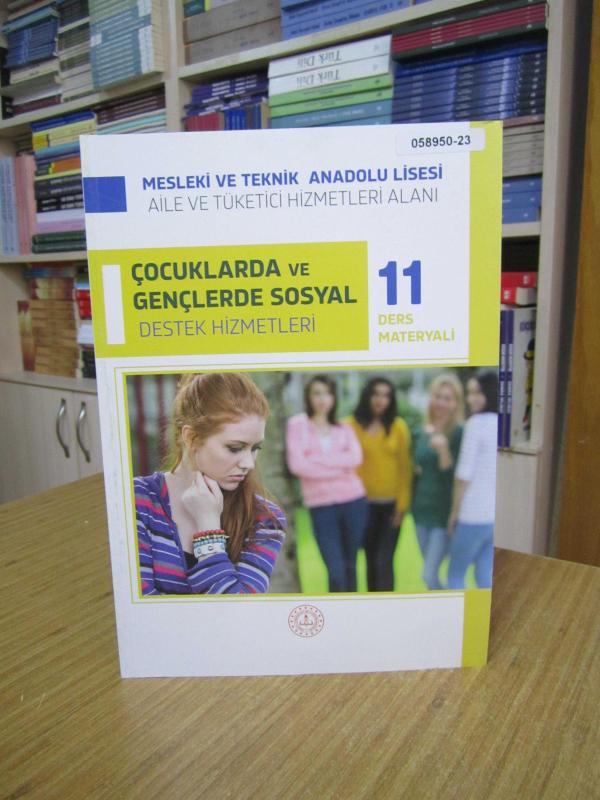 Türk Dili
Türk Dili
058950-23
MESLEKİ VE TEKNİK ANADOLU LİSESİ
AİLE VE TÜKETİCİ HİZMETLERİ ALANI
ÇOCUKLARDA VE
GENÇLERDE SOSYAL
DESTEK HİZMETLERİ
11
DERS
MATERYALİ